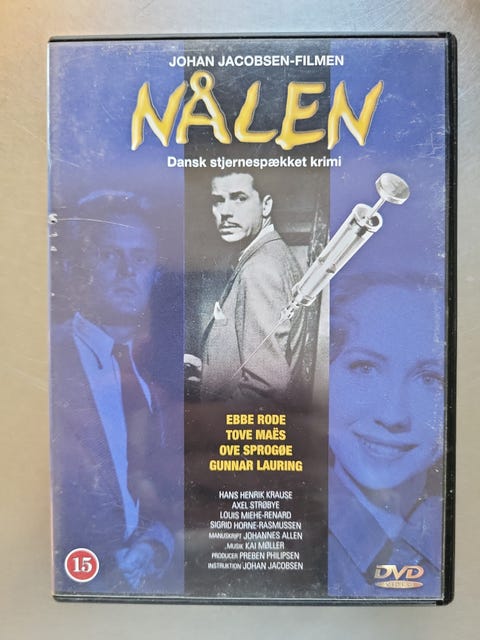 JOHAN JACOBSEN-FILMEN
NÅLEN
Dansk stjernespækket krimi
EBBE RODE
TOVE MAËS
OVE SPROGØE
GUNNAR LAURING
HANS HENRIK KRAUSE
AXEL STRØBYE
LOUIS MIEHE-RENARD
SIGRID HORNE-RASMUSSEN
MANUSKRIFT JOHANNES ALLEN
MUSIK KAI MØLLER
PRODUCER PREBEN PHILIPSEN
INSTRUKTION JOHAN JACOBSEN
15
DVD
VIDEO